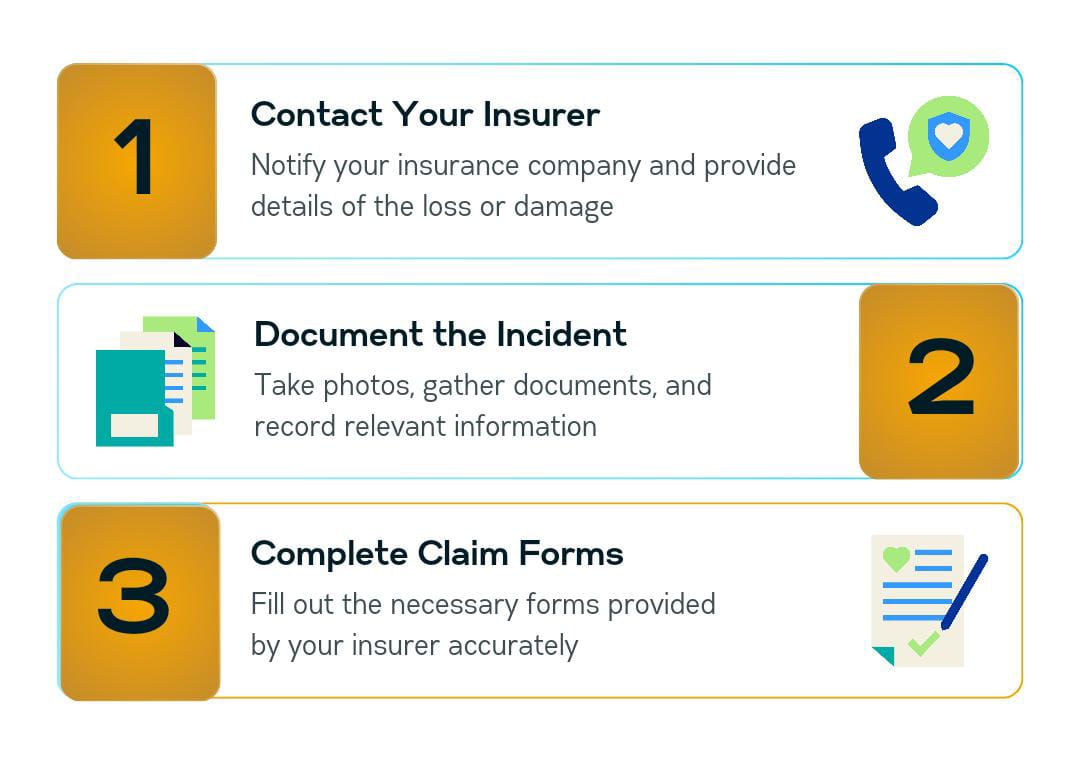 1
Contact Your Insurer
Notify your insurance company and provide
details of the loss or damage
Document the Incident
Take photos, gather documents, and
record relevant information
2
3
Complete Claim Forms
Fill out the necessary forms provided
by your insurer accurately